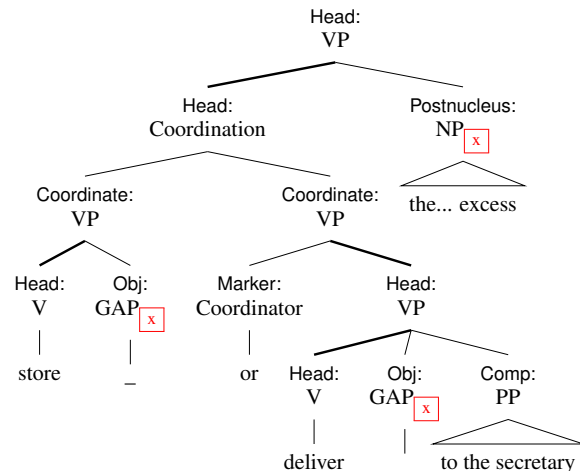 Head:
VP
Head: Postnucleus:
Coordination NP x
Coordinate: Coordinate: the... excess
VP VP
Head: Obj: Marker: Head:
V GAP x Coordinator VP
store _ or Head: Obj: Comp:
V GAP x PP
deliver to the secretary